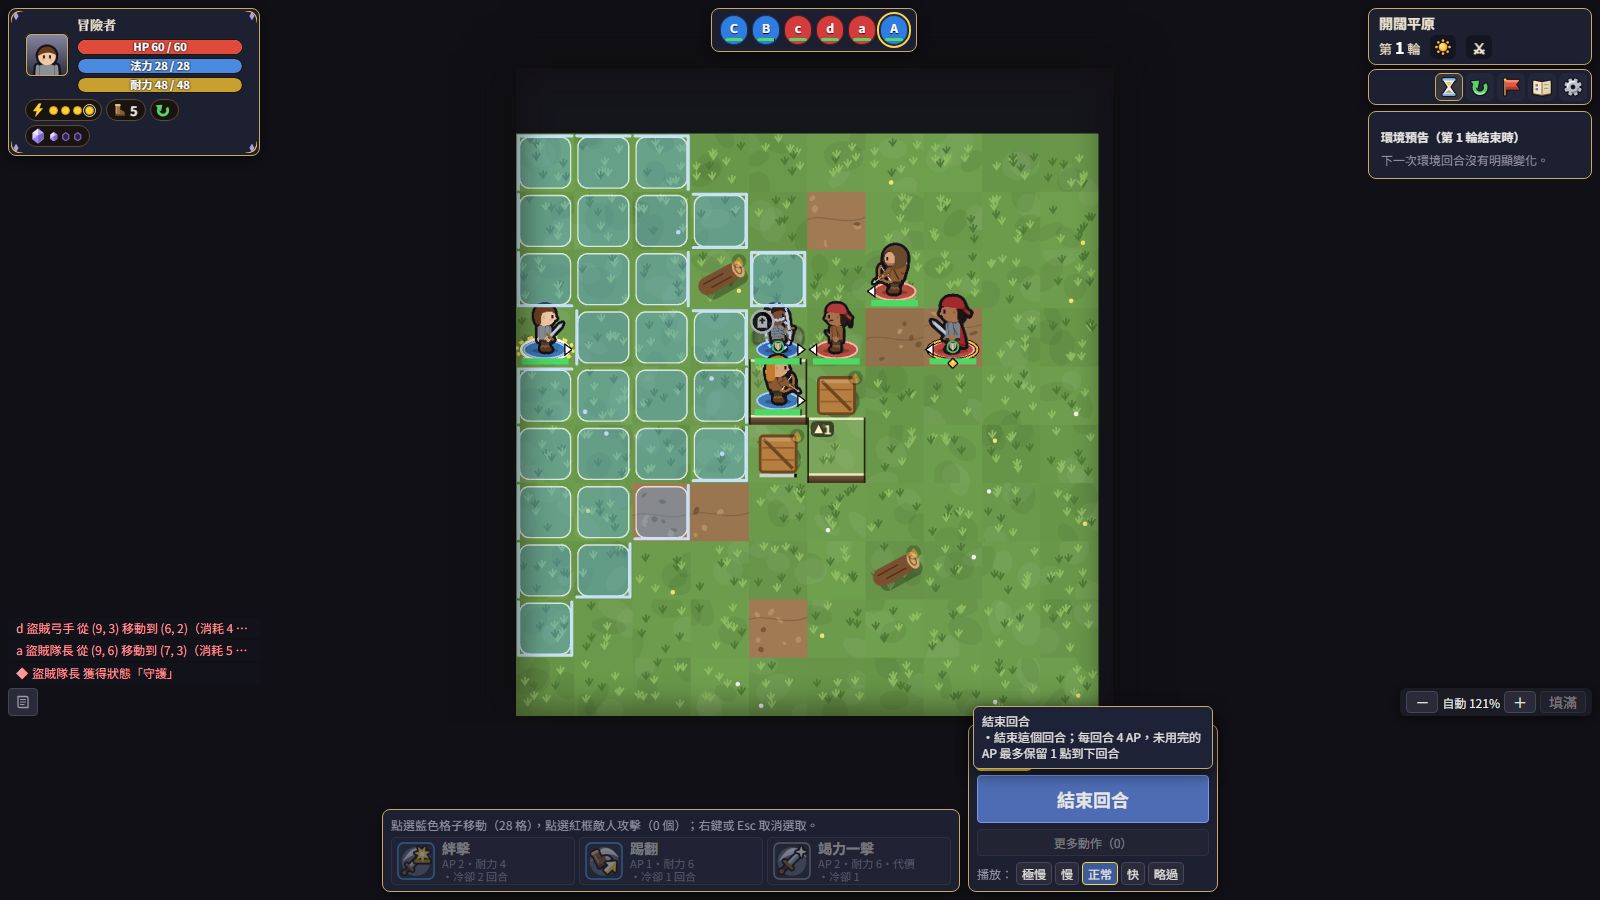 冒險者
HP 60 / 60
法力 28 / 28
耐力 48 / 48
5
C B c d a A
開闊平原
第 1 輪
環境預告（第 1 輪結束時）
下一次環境回合沒有明顯變化。
▲1
d 盜賊弓手 從 (9, 3) 移動到 (6, 2)（消耗 4 …
a 盜賊隊長 從 (9, 6) 移動到 (7, 3)（消耗 5 …
◆ 盜賊隊長 獲得狀態「守護」
− 自動 121% + 填滿
結束回合
・結束這個回合；每回合 4 AP，未用完的
AP 最多保留 1 點到下回合
結束回合
更多動作（0）
播放： 極慢 慢 正常 快 略過
點選藍色格子移動（28 格），點選紅框敵人攻擊（0 個）；右鍵或 Esc 取消選取。
絆擊
AP 2・耐力 4
・冷卻 2 回合
踢翻
AP 1・耐力 6
・冷卻 1 回合
竭力一擊
AP 2・耐力 6・代價
・冷卻 1